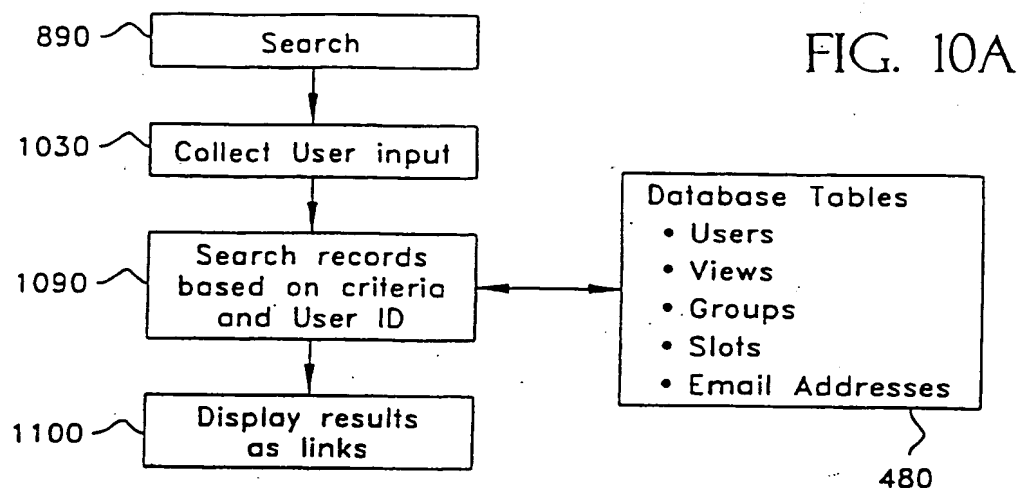 FIG. 10A
890
Search
1030
Collect User input
1090
Search records
based on criteria
and User ID
Database Tables
• Users
• Views
• Groups
• Slots
• Email Addresses
480
1100
Display results
as links